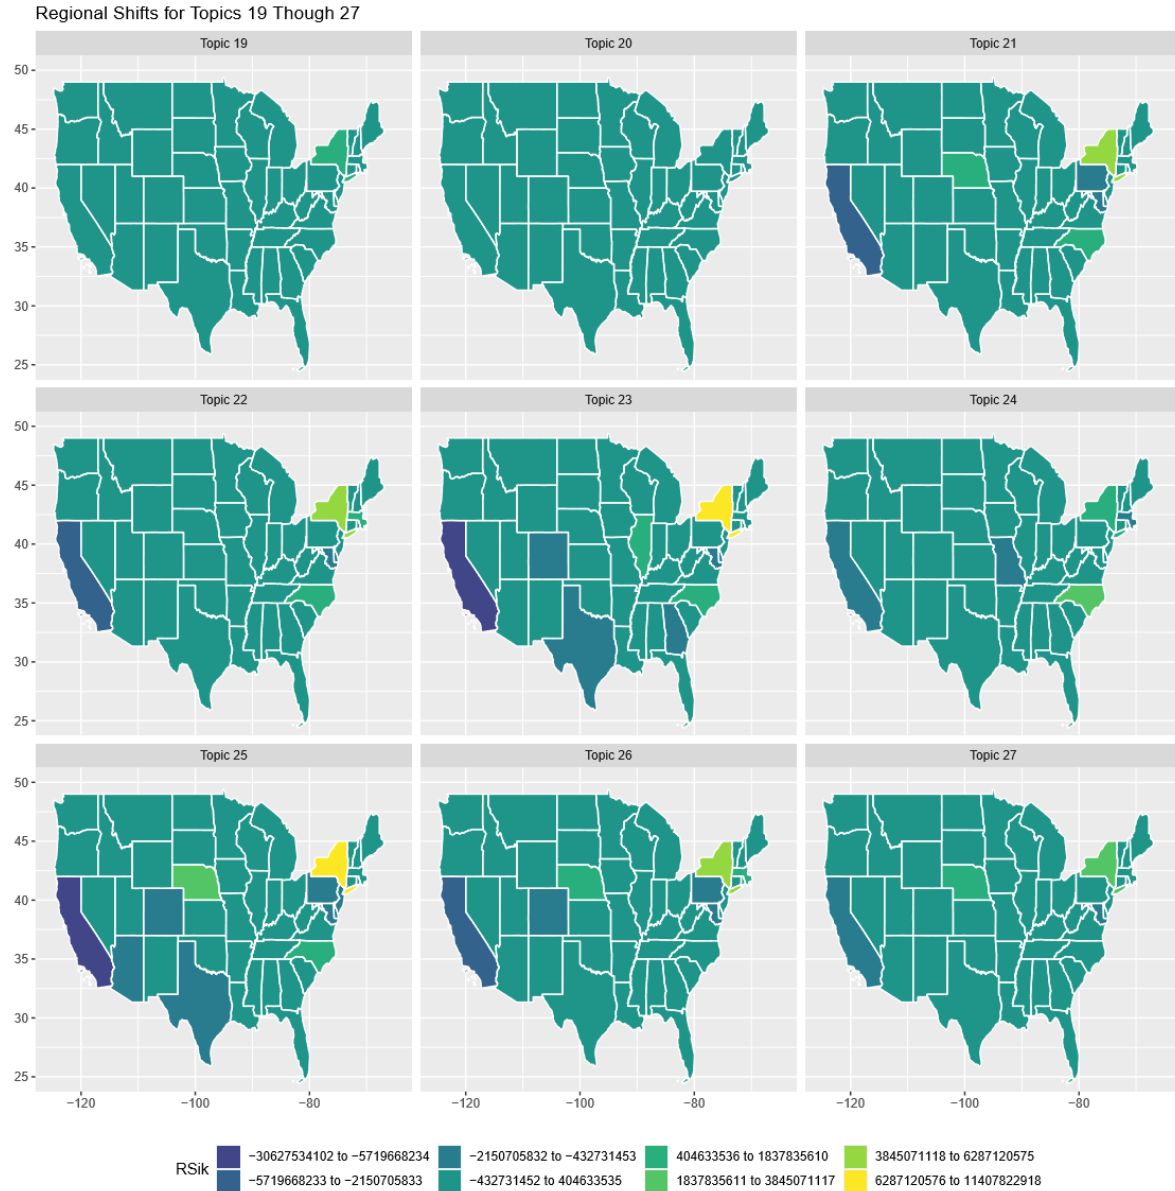 Regional Shifts for Topics 19 Though 27
Topic 19
Topic 20
Topic 21
50
45
40
35
30
25
Topic 22
Topic 23
Topic 24
50
45
40
35
30
25
Topic 25
Topic 26
Topic 27
50
45
40
35
30
25
−120 −100 −80
−120 −100 −80
−120 −100 −80
RSik
−30627534102 to −5719668234
−5719668233 to −2150705833
−2150705832 to −432731453
−432731452 to 404633535
404633536 to 1837835610
1837835611 to 3845071117
3845071118 to 6287120575
6287120576 to 11407822918